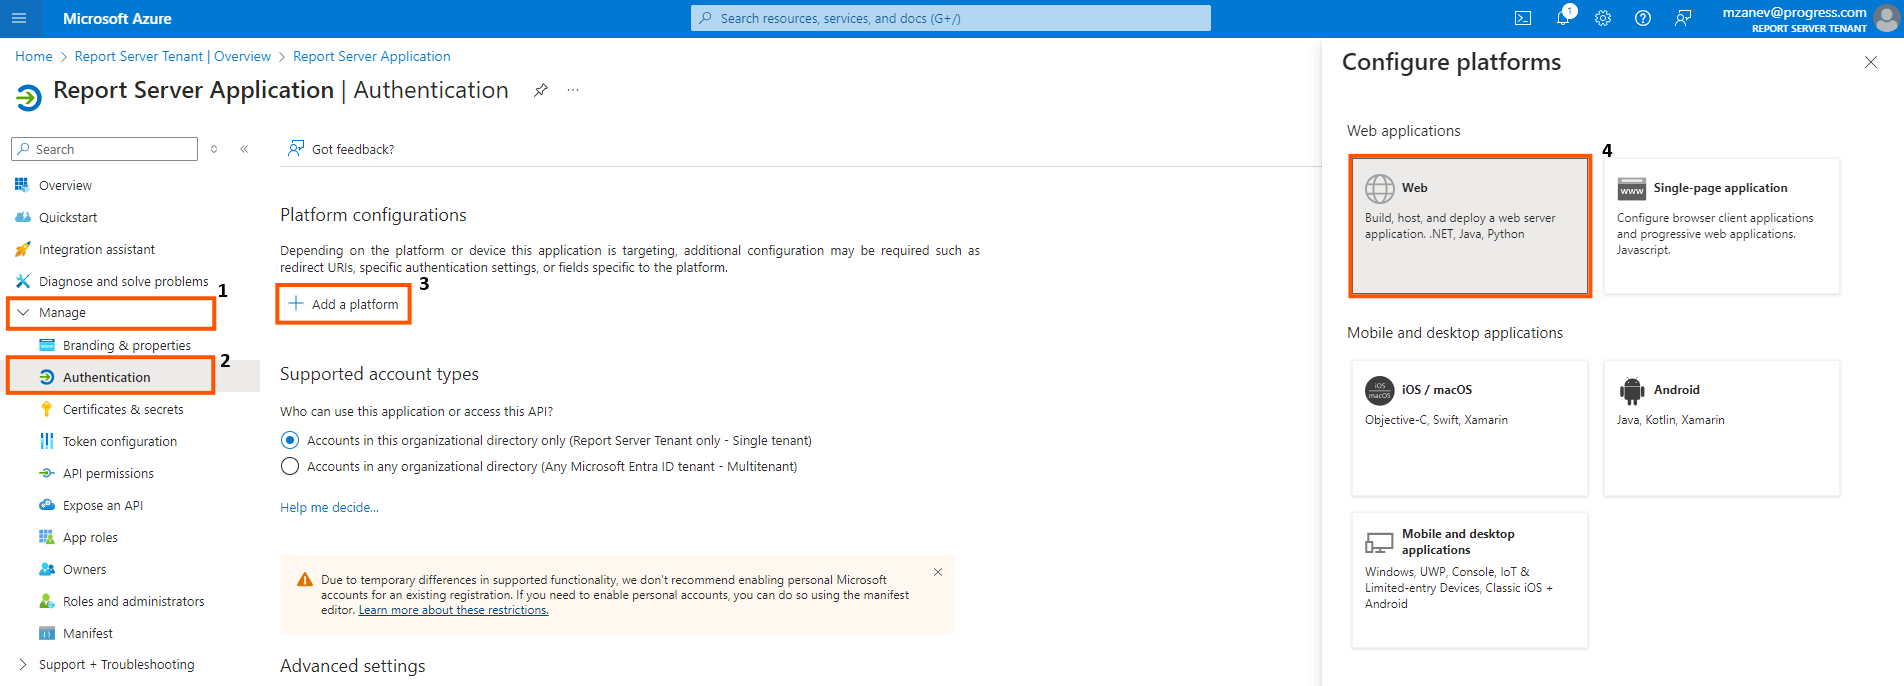 Microsoft Azure
Search resources, services, and docs (G+/)
1
mzanev@progress.com
REPORT SERVER TENANT
Home > Report Server Tenant | Overview > Report Server Application
Report Server Application | Authentication
...
Search
Overview
Quickstart
Integration assistant
Diagnose and solve problems
1
Manage
Branding & properties
2
Authentication
Certificates & secrets
Token configuration
API permissions
Expose an API
App roles
Owners
Roles and administrators
Manifest
Support + Troubleshooting
Got feedback?
Platform configurations
Depending on the platform or device this application is targeting, additional configuration may be required such as
redirect URIs, specific authentication settings, or fields specific to the platform.
3
Add a platform
Supported account types
Who can use this application or access this API?
Accounts in this organizational directory only (Report Server Tenant only - Single tenant)
Accounts in any organizational directory (Any Microsoft Entra ID tenant - Multitenant)
Help me decide...
Due to temporary differences in supported functionality, we don't recommend enabling personal Microsoft
accounts for an existing registration. If you need to enable personal accounts, you can do so using the manifest
editor. Learn more about these restrictions.
Advanced settings
Configure platforms
Web applications
4
Web
Build, host, and deploy a web server
application. .NET, Java, Python
www
Single-page application
Configure browser client applications
and progressive web applications.
Javascript.
Mobile and desktop applications
iOS
macOS
iOS / macOS
Objective-C, Swift, Xamarin
Android
Java, Kotlin, Xamarin
Mobile and desktop
applications
Windows, UWP, Console, IoT &
Limited-entry Devices, Classic iOS +
Android